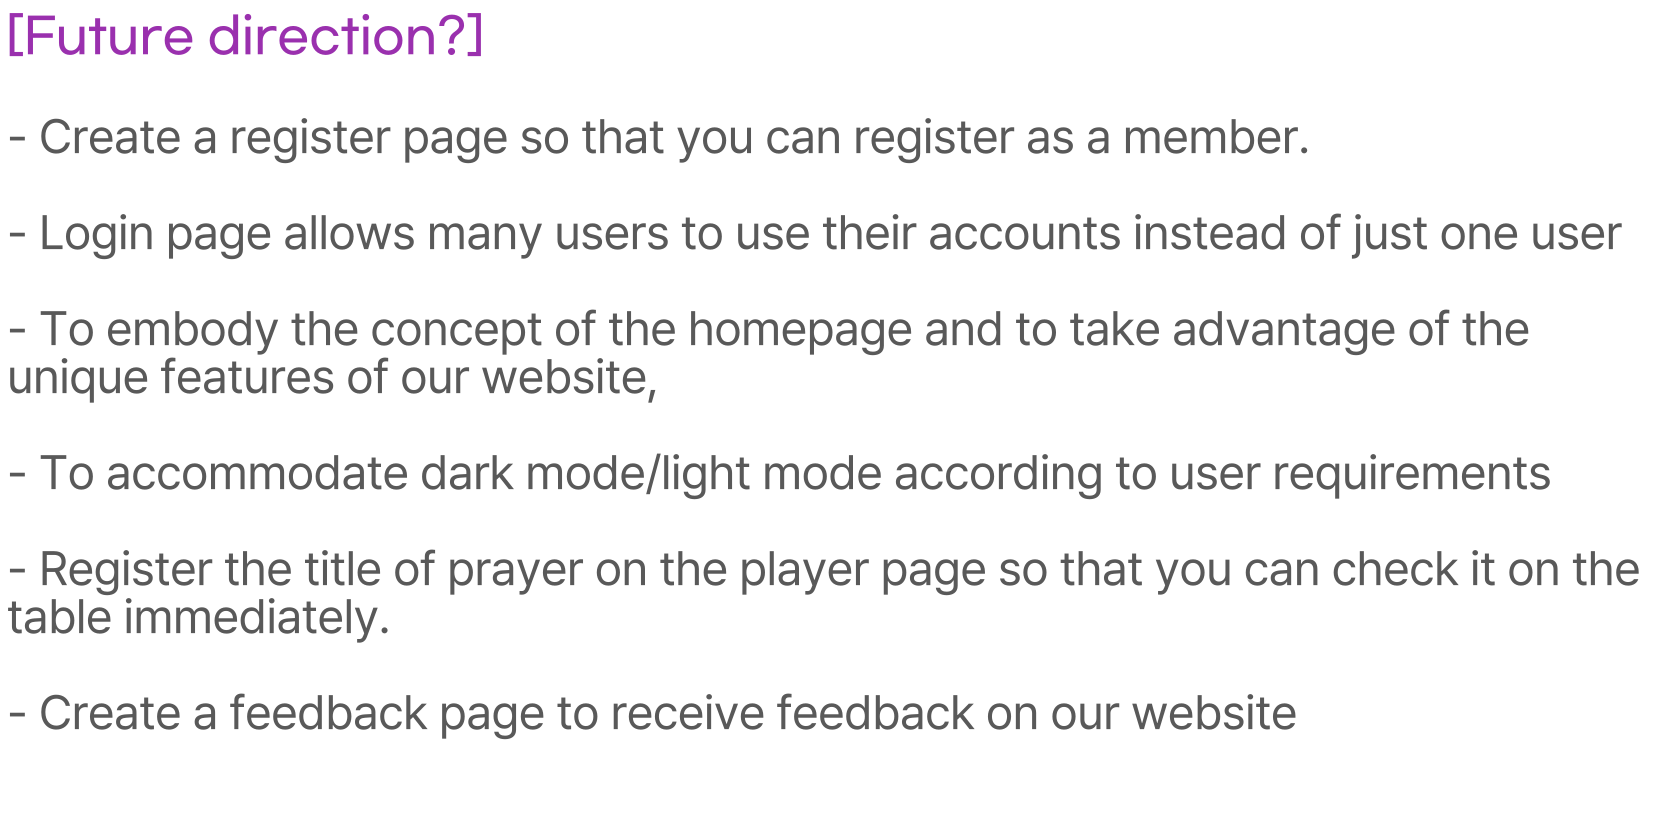 [Future direction?]
- Create a register page so that you can register as a member.
- Login page allows many users to use their accounts instead of just one user
- To embody the concept of the homepage and to take advantage of the
unique features of our website,
- To accommodate dark mode/light mode according to user requirements
- Register the title of prayer on the player page so that you can check it on the
table immediately.
- Create a feedback page to receive feedback on our website